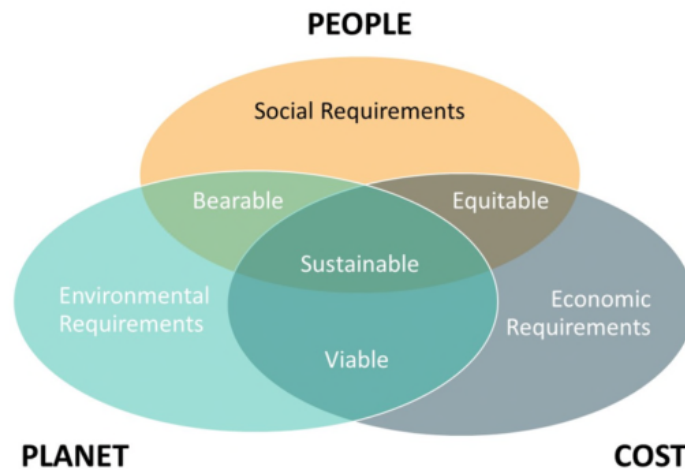 PEOPLE
Social Requirements
Bearable
Equitable
Sustainable
Environmental
Requirements
Economic
Requirements
Viable
PLANET
COST